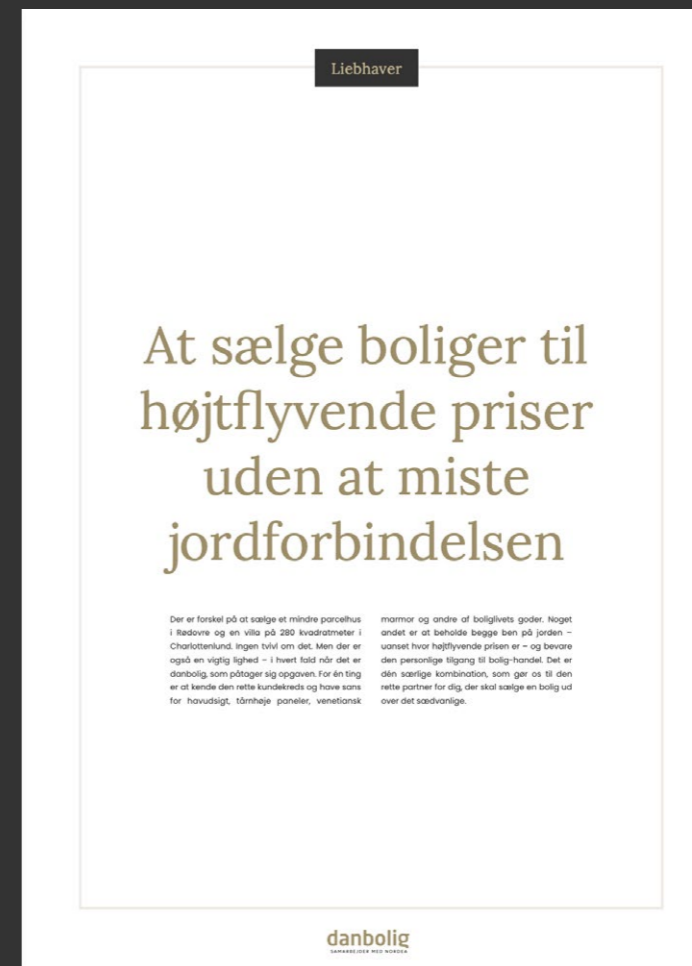 Liebhaver
At sælge boliger til
højtflyvende priser
uden at miste
jordforbindelsen
Der er forskel på at sælge et mindre parcelhus
i Rødovre og en villa på 280 kvadratmeter i
Charlottenlund. Ingen tvivl om det. Men der er
også en vigtig lighed – i hvert fald når det er
danbolig, som påtager sig opgaven. For én ting
er at kende den rette kundekreds og have sans
for havudsigt, tårnhøje paneler, venetiansk
marmor og andre af boliglivets goder. Noget
andet er at beholde begge ben på jorden –
uanset hvor højtflyvende prisen er – og bevare
den personlige tilgang til bolig-handel. Det er
dén særlige kombination, som gør os til den
rette partner for dig, der skal sælge en bolig ud
over det sædvanlige.
danbolig
SAMARBEJDER MED NORDEA